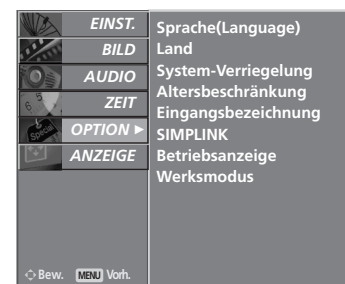 EINST.
BILD
AUDIO
ZEIT
OPTION ►
ANZEIGE
Sprache(Language)
Land
System-Verriegelung
Altersbeschränkung
Eingangsbezeichnung
SIMPLINK
Betriebsanzeige
Werksmodus
Bew. MENU Vorh.